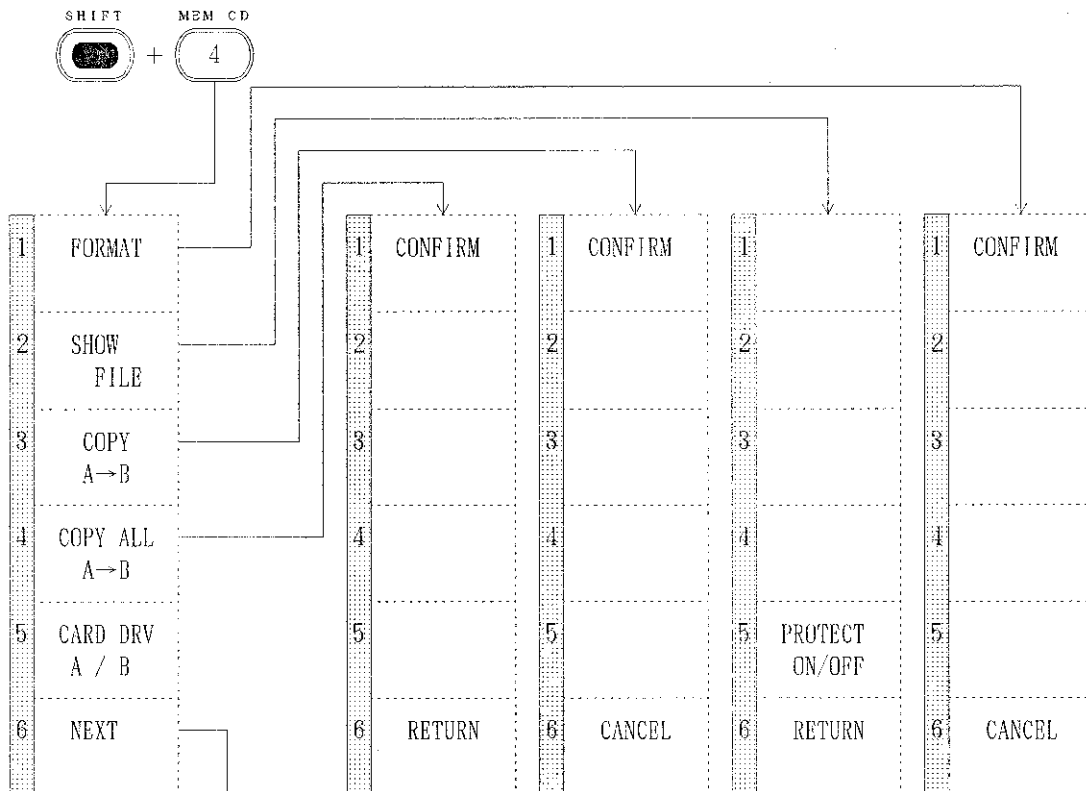 SHIFT MEM CD
+ 4
1 FORMAT
2 SHOW
FILE
3 COPY
A→B
4 COPY ALL
A→B
5 CARD DRV
A / B
6 NEXT
1 CONFIRM
2
3
4
5
6 RETURN
1 CONFIRM
2
3
4
5
6 CANCEL
1
2
3
4
5 PROTECT
ON/OFF
6 RETURN
1 CONFIRM
2
3
4
5
6 CANCEL